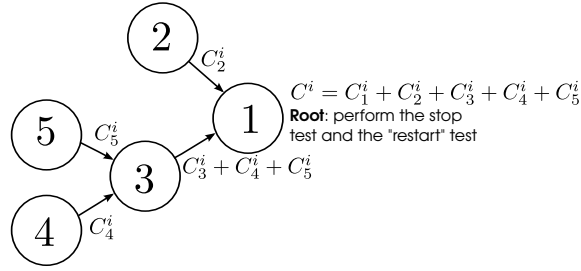 2
C_2^i
1
C^i = C_1^i + C_2^i + C_3^i + C_4^i + C_5^i
Root: perform the stop
test and the "restart" test
5
C_5^i
3
C_3^i + C_4^i + C_5^i
4
C_4^i